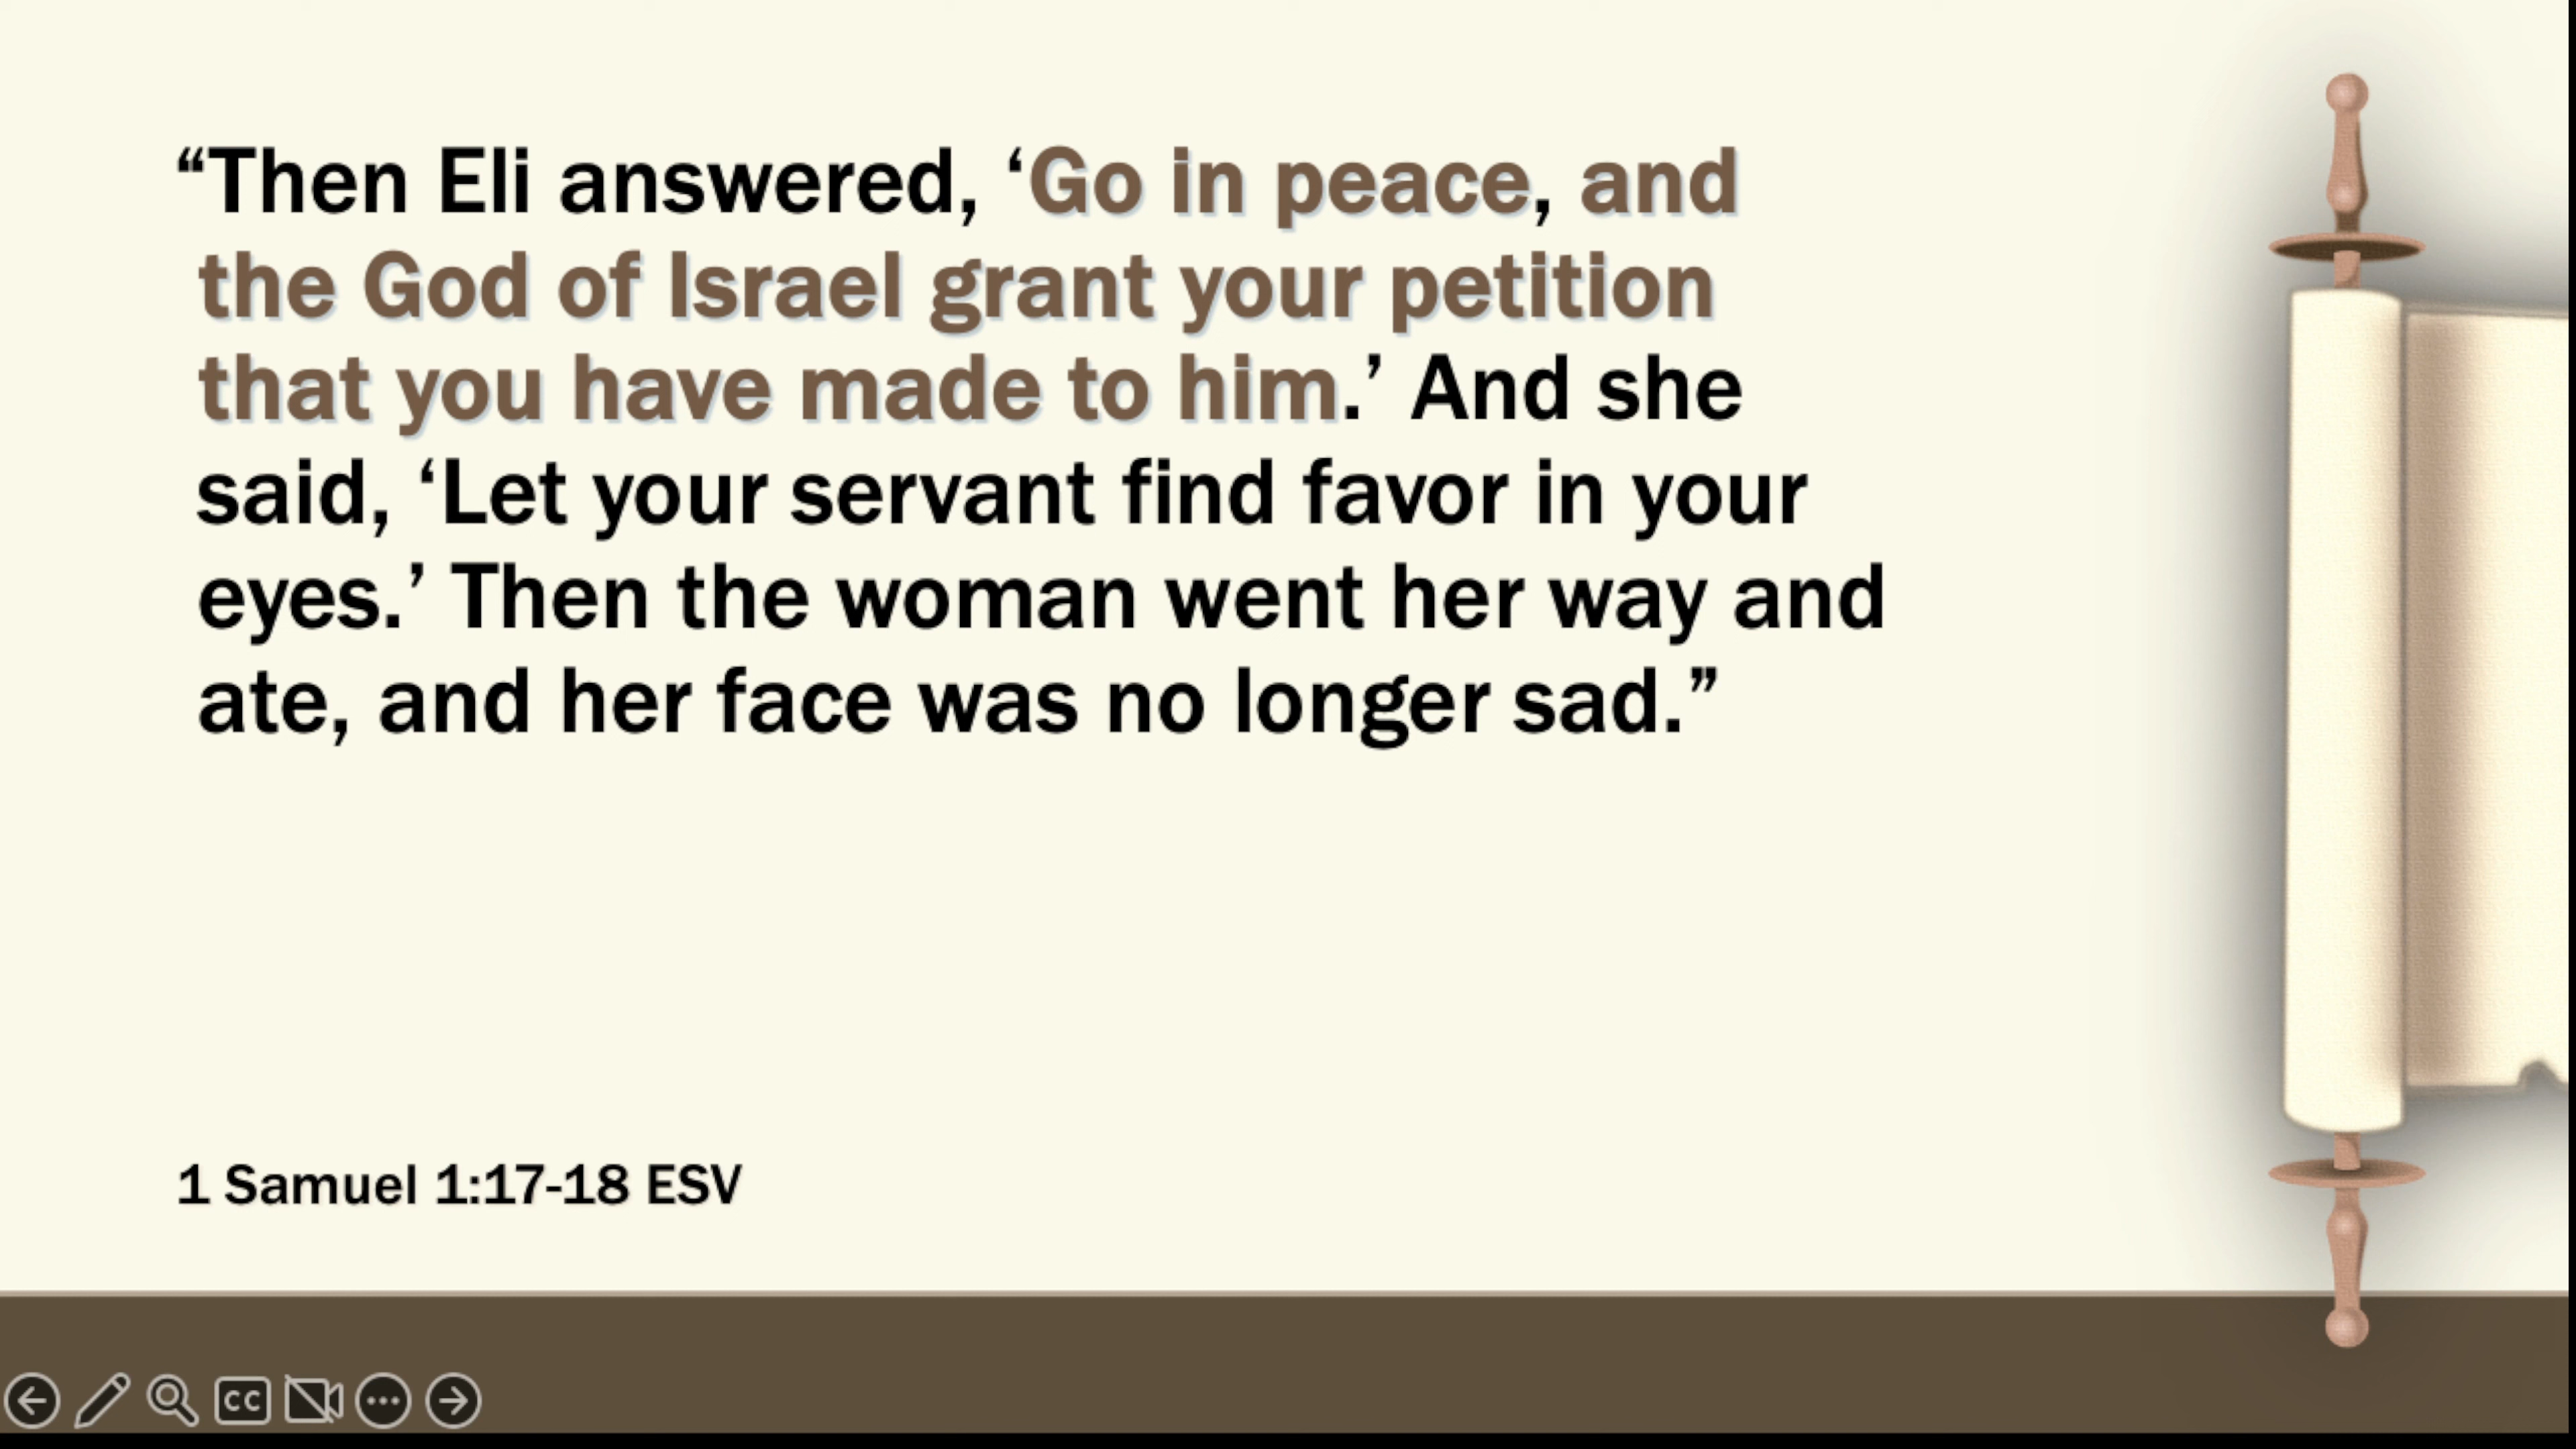 “Then Eli answered, ‘Go in peace, and
the God of Israel grant your petition
that you have made to him.’ And she
said, ‘Let your servant find favor in your
eyes.’ Then the woman went her way and
ate, and her face was no longer sad.”
1 Samuel 1:17-18 ESV
CC